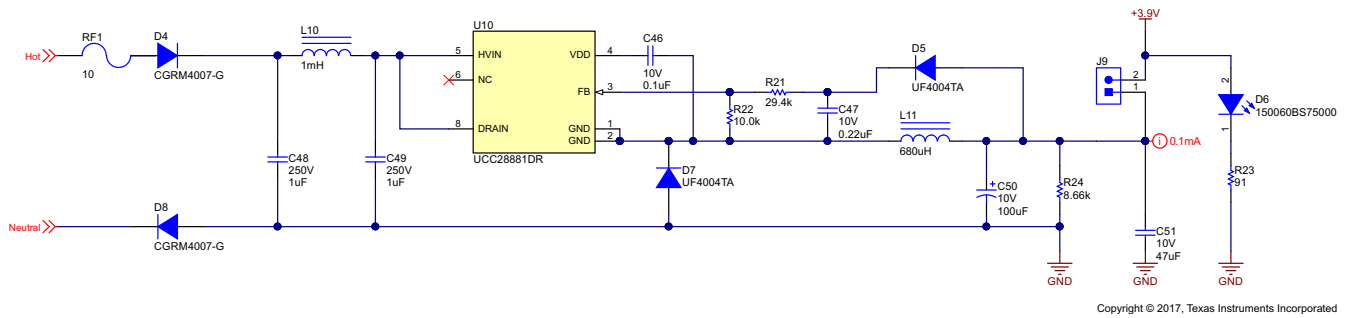 +3.9V
RF1
D4
L10
U10
C46
D5
Hot
10
CGRM4007-G
1mH
5
HVIN
VDD
4
10V
0.1uF
UF4004TA
J9
2
1
2
D6
150060BS75000
1
6
NC
FB
3
R21
29.4k
R22
10.0k
C47
10V
0.22uF
L11
680uH
8
DRAIN
GND
1
GND
2
UCC28881DR
0.1mA
i
C48
250V
1uF
C49
250V
1uF
D7
UF4004TA
R23
91
C50
10V
100uF
+
R24
8.66k
Neutral
D8
CGRM4007-G
C51
10V
47uF
GND
GND
GND
Copyright © 2017, Texas Instruments Incorporated